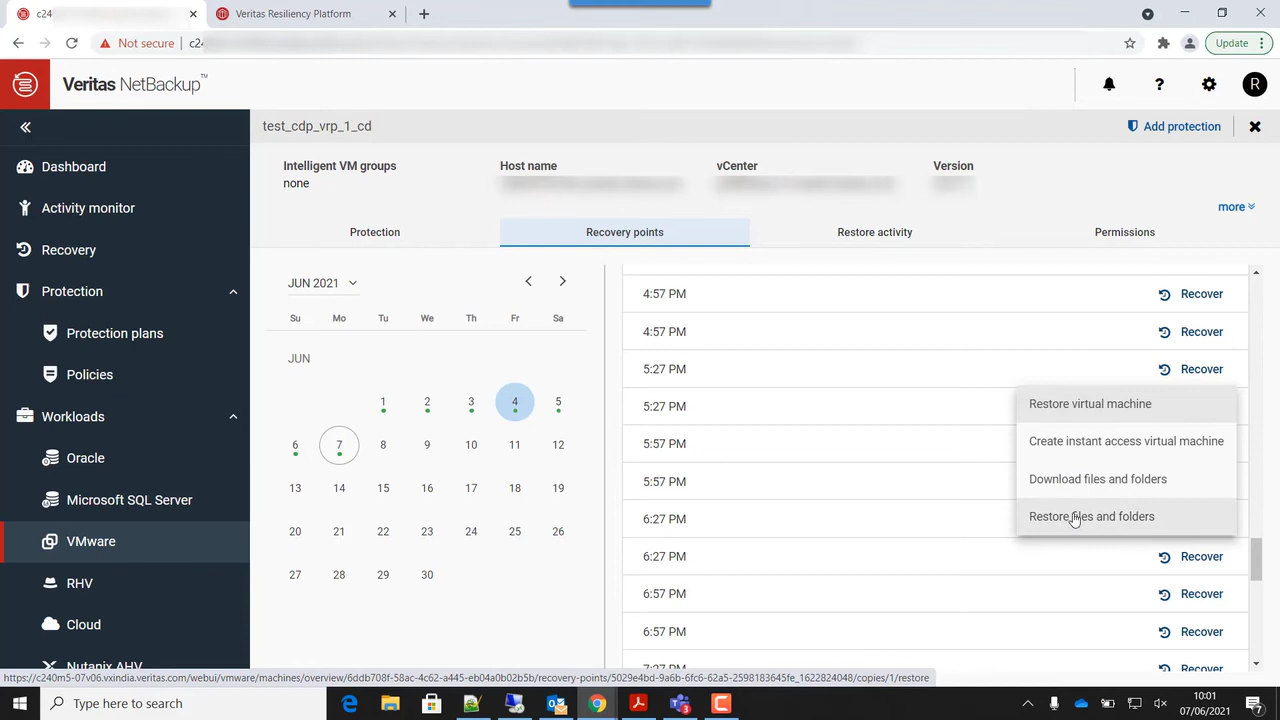 c24
Veritas Resiliency Platform
Not secure
c2
Update
Veritas NetBackup™
R
test_cdp_vrp_1_cd
Add protection
Intelligent VM groups
none
Host name
vCenter
Version
more
Protection
Recovery points
Restore activity
Permissions
Dashboard
Activity monitor
Recovery
Protection
Protection plans
Policies
Workloads
Oracle
Microsoft SQL Server
VMware
RHV
Cloud
Nutanix AHV
JUN 2021
Su Mo Tu We Th Fr Sa
JUN
1 2 3 4 5
6 7 8 9 10 11 12
13 14 15 16 17 18 19
20 21 22 23 24 25 26
27 28 29 30
4:57 PM Recover
4:57 PM Recover
5:27 PM Recover
5:27 PM
5:57 PM
5:57 PM
6:27 PM
6:27 PM Recover
6:57 PM Recover
6:57 PM Recover
7:27 PM Recover
Restore virtual machine
Create instant access virtual machine
Download files and folders
Restore files and folders
https://c240m5-07v06.vxindia.veritas.com/webui/vmware/machines/overview/6ddb708f-58ac-4c62-a445-eb04a0b02b5b/recovery-points/5029e4bd-9a6b-6fc6-62a5-2598183645fe_1622824048/copies/1/restore
Type here to search
10:01
07/06/2021
7